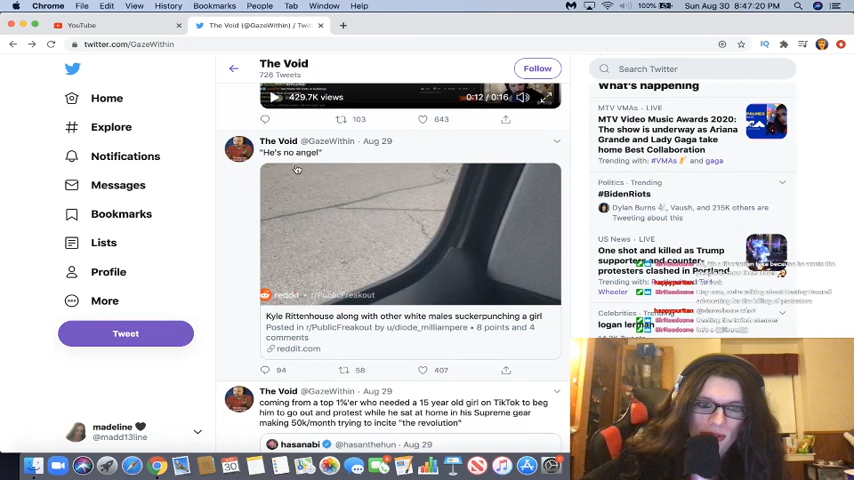 Chrome File Edit View History Bookmarks People Tab Window Help 100% Sun Aug 30 8:47:20 PM
YouTube
The Void (@GazeWithin) / Twit
twitter.com/GazeWithin
Home
Explore
Notifications
Messages
Bookmarks
Lists
Profile
More
Tweet
madeline 🖤
@madd13line
The Void
726 Tweets
Follow
429.7K views
0:12 / 0:16
103
643
The Void @GazeWithin · Aug 29
"He's no angel"
reddit · r/PublicFreakout
Kyle Rittenhouse along with other white males suckerpunching a girl
Posted in r/PublicFreakout by u/diode_milliampere • 8 points and 4
comments
reddit.com
94
58
407
The Void @GazeWithin · Aug 29
coming from a top 1%'er who needed a 15 year old girl on TikTok to beg
him to go out and protest while he sat at home in his Supreme gear
making 50k/month trying to incite "the revolution"
hasanabi @hasanthehun · Aug 29
Search Twitter
What's happening
MTV VMAs · LIVE
MTV Video Music Awards 2020:
The show is underway as Ariana
Grande and Lady Gaga take
home Best Collaboration
Trending with: #VMAs and gaga
Politics · Trending
#BidenRiots
Dylan Burns, Vaush, and 215K others are
Tweeting about this
US News · LIVE
One shot and killed as Trump
supporters and counter-
protesters clashed in Portland
Wheeler
logan lerman